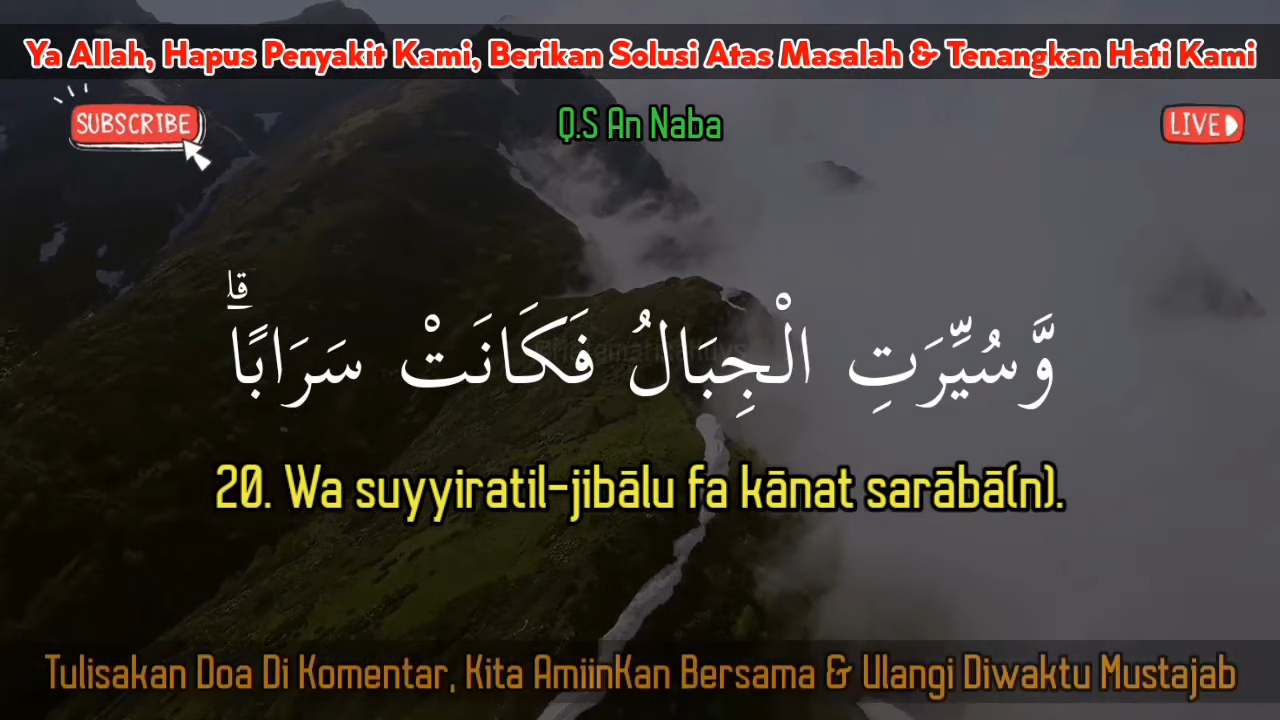 Ya Allah, Hapus Penyakit Kami, Berikan Solusi Atas Masalah & Tenangkan Hati Kami
SUBSCRIBE
Q.S An Naba
LIVE
وَّسُيِّرَتِ الْجِبَالُ فَكَانَتْ سَرَابًاۗ
20. Wa suyyiratil-jibālu fa kānat sarābā(n).
Tulisakan Doa Di Komentar, Kita AmiinKan Bersama & Ulangi Diwaktu Mustajab